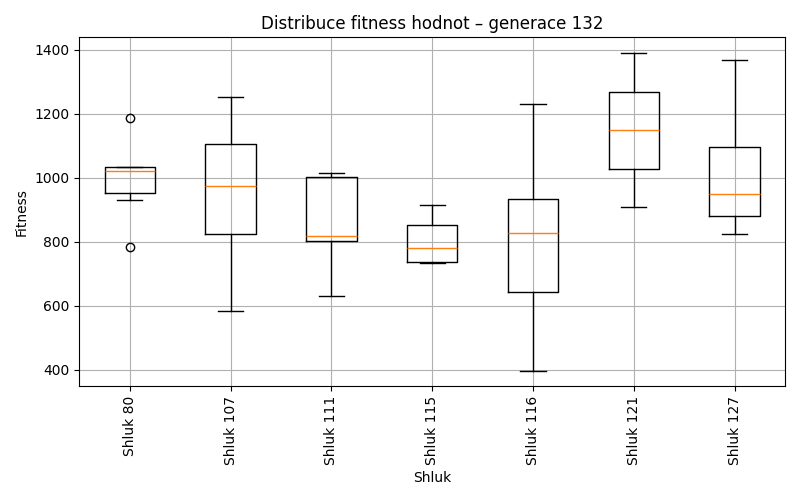 Distribuce fitness hodnot – generace 132
Fitness
1400
1200
1000
800
600
400
Shluk 80
Shluk 107
Shluk 111
Shluk 115
Shluk 116
Shluk 121
Shluk 127
Shluk